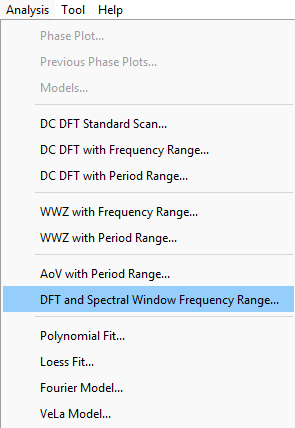 Analysis Tool Help
Phase Plot...
Previous Phase Plots...
Models...
DC DFT Standard Scan...
DC DFT with Frequency Range...
DC DFT with Period Range...
WWZ with Frequency Range...
WWZ with Period Range...
AoV with Period Range...
DFT and Spectral Window Frequency Range...
Polynomial Fit...
Loess Fit...
Fourier Model...
VeLa Model...